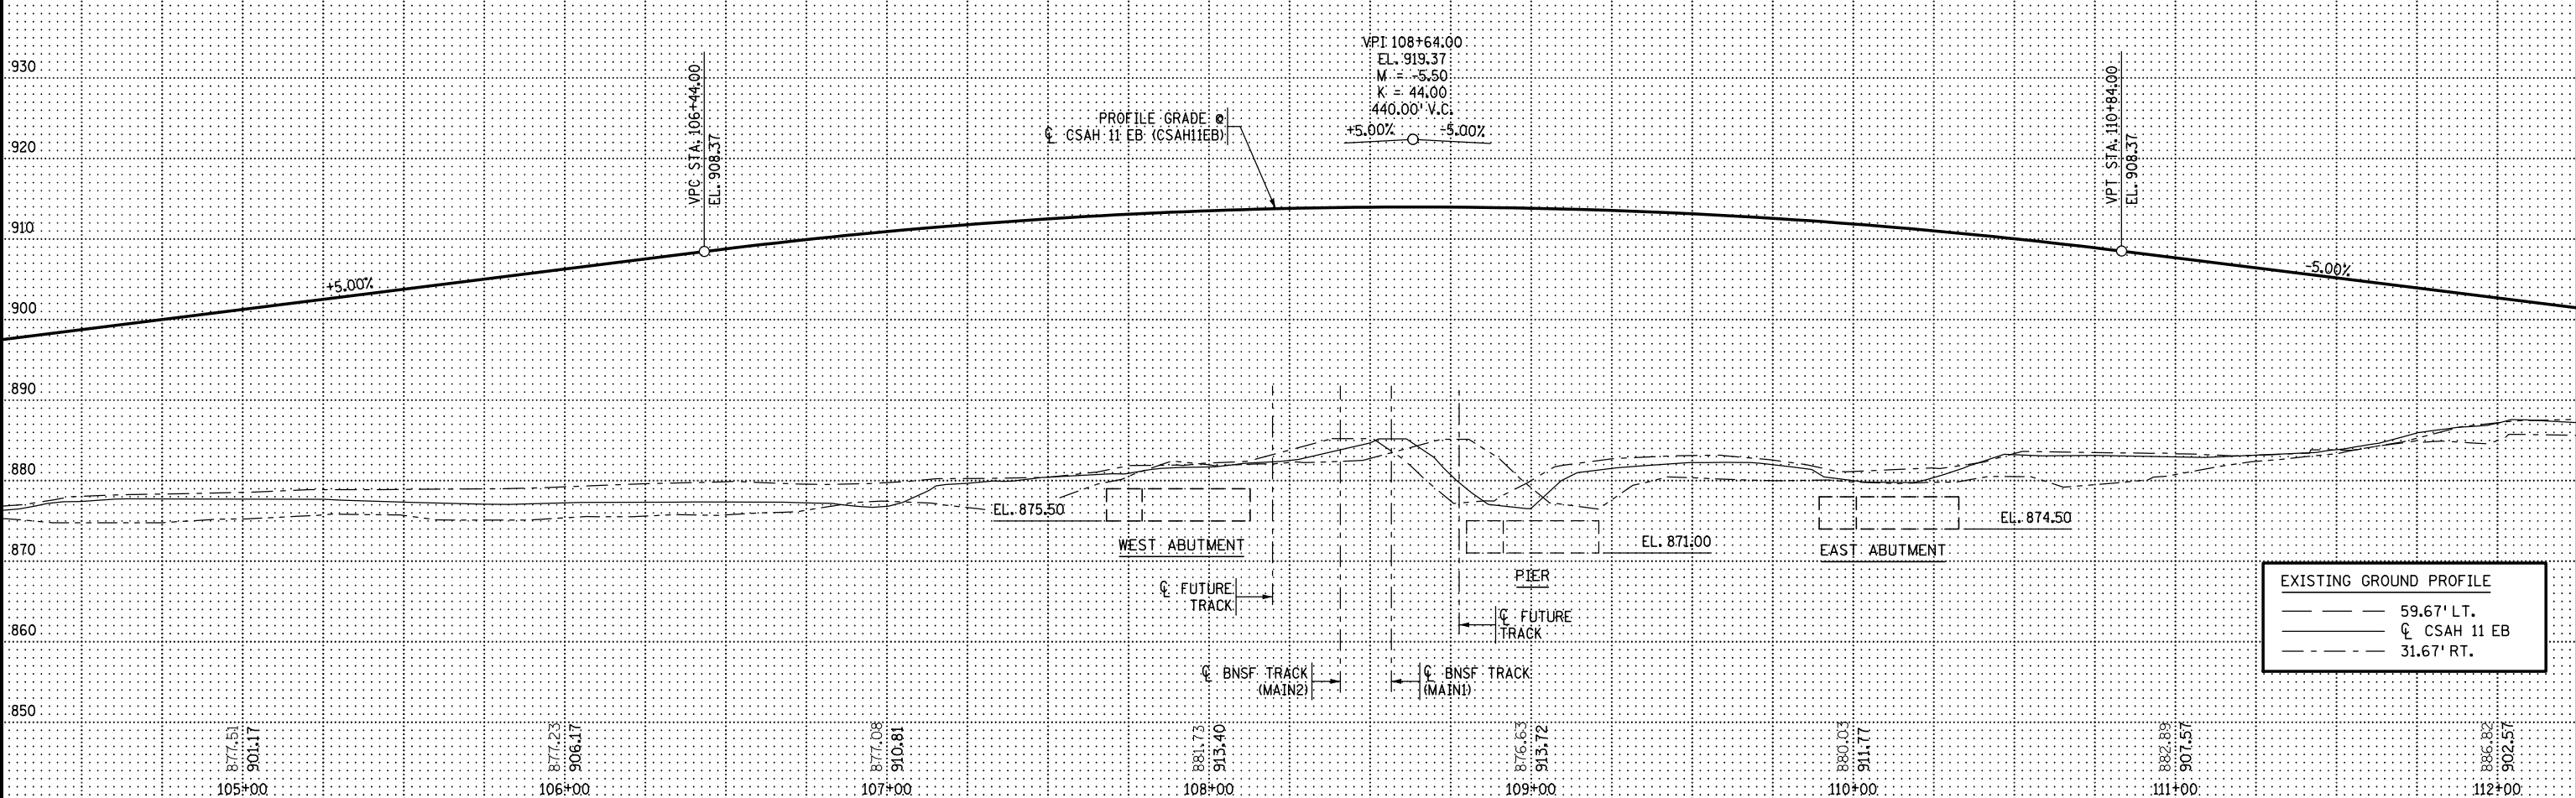 VPI 108+64.00
EL. 919.37
M = -5.50
K = 44.00
440.00' V.C.
+5.00% -5.00%
VPC STA. 106+44.00
EL. 908.37
PROFILE GRADE @
℄ CSAH 11 EB (CSAH11EB)
VPT STA. 110+84.00
EL. 908.37
930
920
910
900
890
880
870
860
850
+5.00%
-5.00%
EL. 875.50
WEST ABUTMENT
EL. 871.00
PIER
EL. 874.50
EAST ABUTMENT
℄ FUTURE
TRACK
℄ FUTURE
TRACK
℄ BNSF TRACK
(MAIN2)
℄ BNSF TRACK
(MAIN1)
EXISTING GROUND PROFILE
59.67' LT.
℄ CSAH 11 EB
31.67' RT.
877.51
901.17
877.23
906.17
877.08
910.81
881.73
913.40
876.63
913.72
880.03
911.77
882.89
907.57
886.82
902.57
105+00
106+00
107+00
108+00
109+00
110+00
111+00
112+00